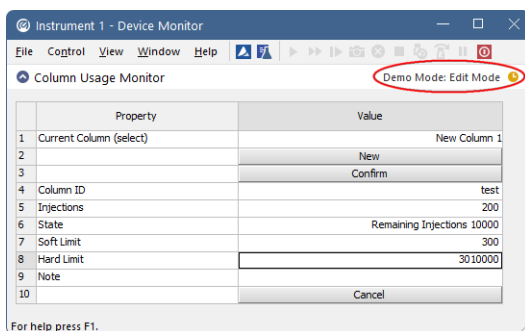 Instrument 1 - Device Monitor
File Control View Window Help
Column Usage Monitor Demo Mode: Edit Mode
Property Value
1 Current Column (select) New Column 1
2 New
3 Confirm
4 Column ID test
5 Injections 200
6 State Remaining Injections 10000
7 Soft Limit 300
8 Hard Limit 3010000
9 Note
10 Cancel
For help press F1.